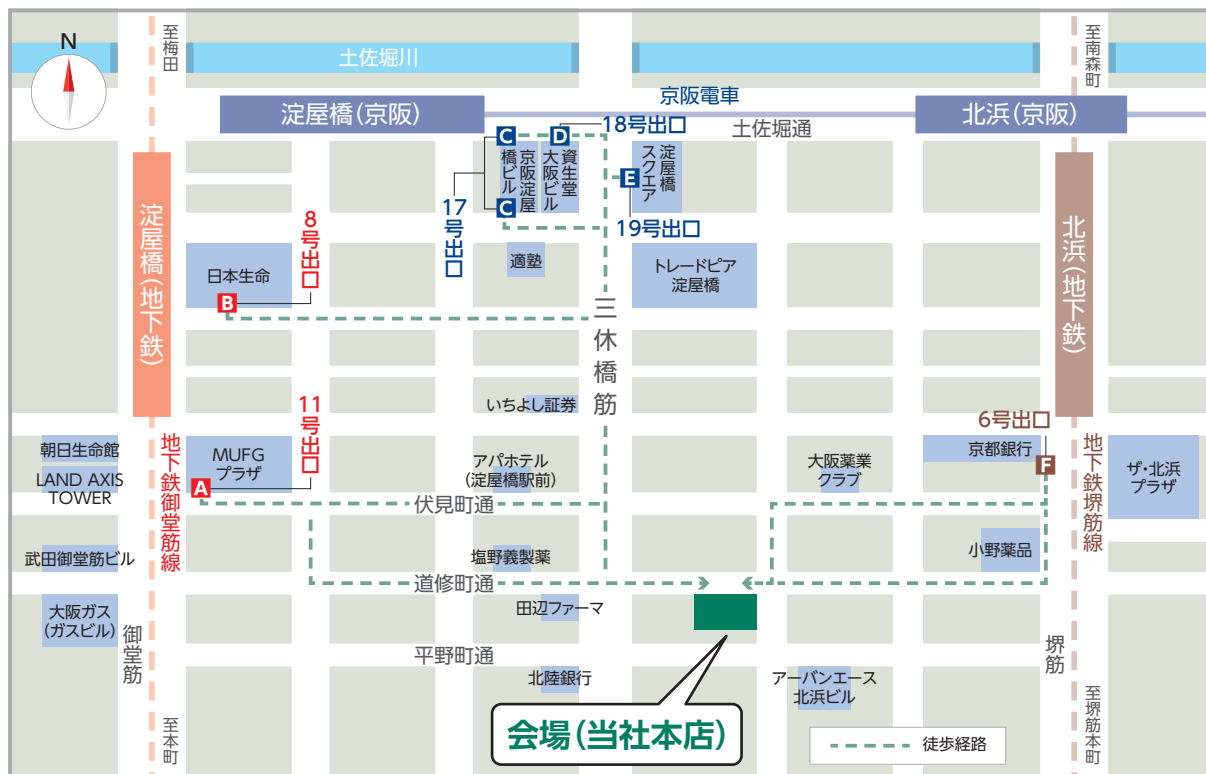 N
至梅田
土佐堀川
至南森町
淀屋橋(京阪)
京阪電車
北浜(京阪)
土佐堀通
18号出口
C
D
京阪淀屋
橋ビル
資生堂
大阪ビル
E
淀屋橋
スクエア
C
17号出口
19号出口
淀屋橋(地下鉄)
北浜(地下鉄)
8号出口
日本生命
B
適塾
トレードピア
淀屋橋
三休橋筋
いちよし証券
11号出口
6号出口
朝日生命館
LAND AXIS
TOWER
地下鉄御堂筋線
MUFG
プラザ
A
アパホテル
(淀屋橋駅前)
大阪薬業
クラブ
京都銀行
F
地下鉄堺筋線
ザ・北浜
プラザ
伏見町通
武田御堂筋ビル
塩野義製薬
小野薬品
道修町通
大阪ガス
(ガスビル)
田辺ファーマ
御堂筋
平野町通
堺筋
北陸銀行
アーバンエース
北浜ビル
至本町
会場(当社本店)
至堺筋本町
徒歩経路